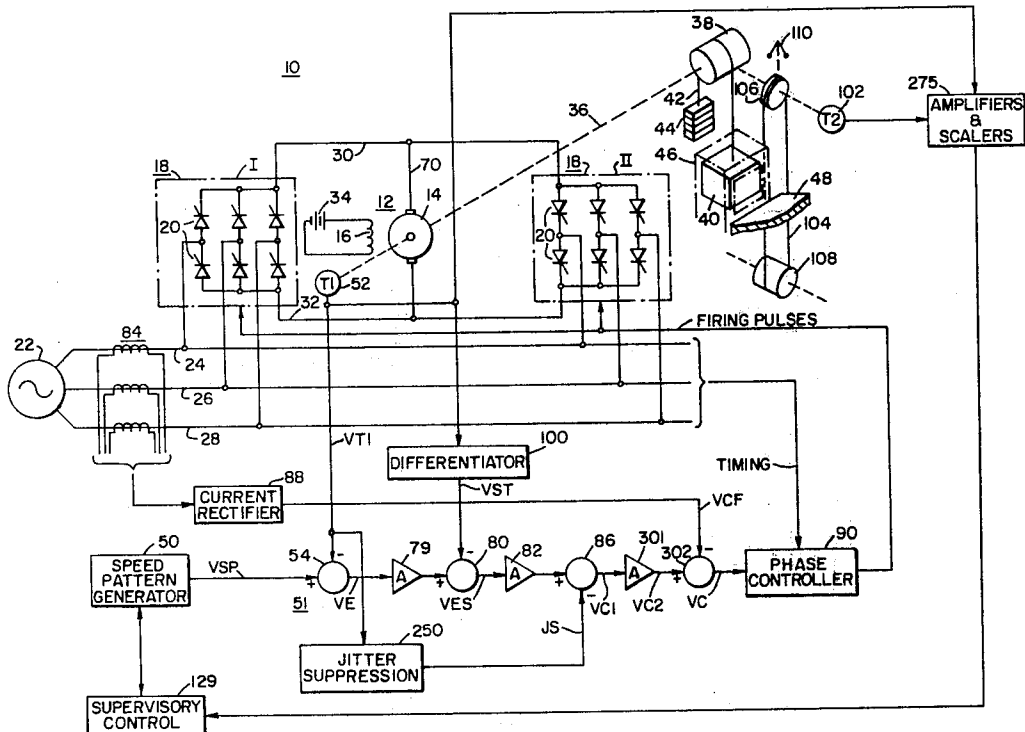 10
38
110
42
106
T2
102
275
AMPLIFIERS
& SCALERS
44
36
46
40
48
104
108
30
70
18
I
18
II
34
12
14
16
20
20
T1
52
32
FIRING PULSES
22
84
24
26
28
VT1
DIFFERENTIATOR
100
TIMING
VST
CURRENT
RECTIFIER
88
VCF
50
SPEED
PATTERN
GENERATOR
VSP
54
-
+
VE
51
79
A
80
-
+
VES
82
A
86
+
-
VC1
301
A
VC2
302
-
+
VC
90
PHASE
CONTROLLER
JS
250
JITTER
SUPPRESSION
129
SUPERVISORY
CONTROL